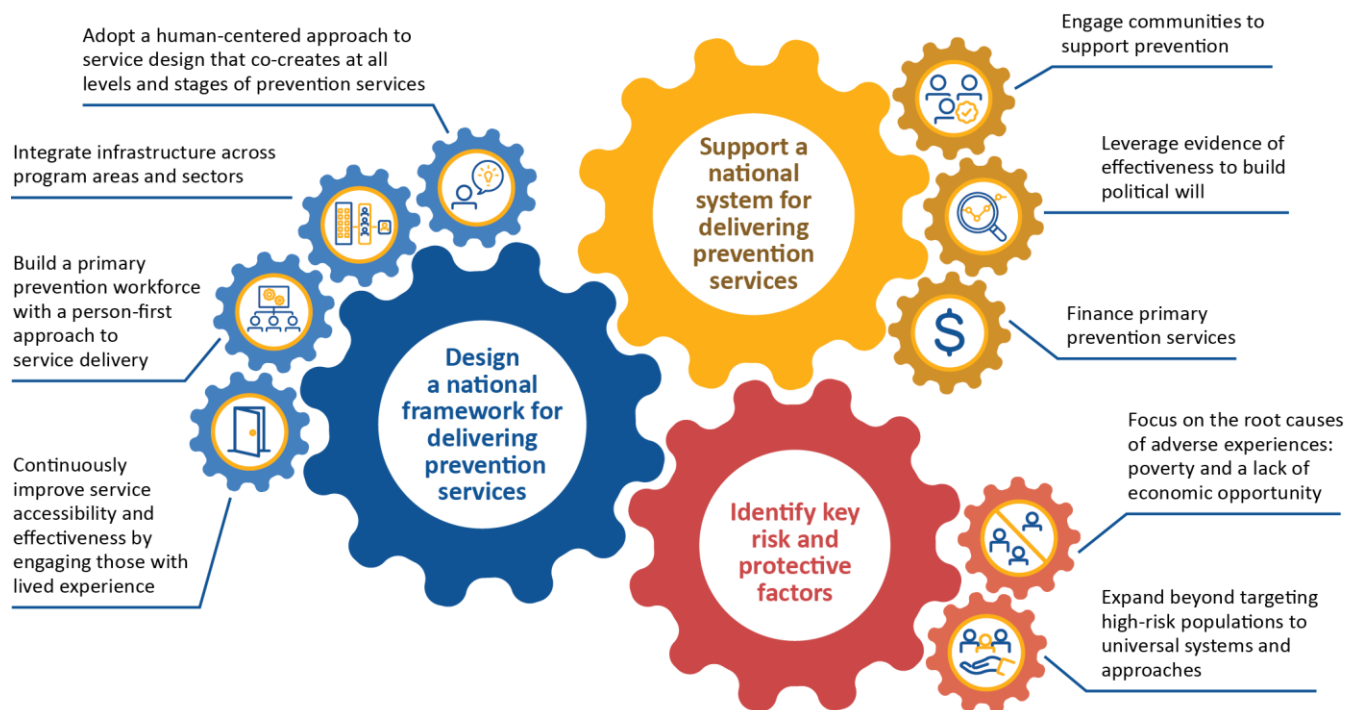 Adopt a human-centered approach to
service design that co-creates at all
levels and stages of prevention services
Integrate infrastructure across
program areas and sectors
Build a primary
prevention workforce
with a person-first
approach to
service delivery
Continuously
improve service
accessibility and
effectiveness by
engaging those with
lived experience
Design
a national
framework for
delivering
prevention
services
Support a
national
system for
delivering
prevention
services
Engage communities to
support prevention
Leverage evidence of
effectiveness to build
political will
$
Finance primary
prevention services
Identify key
risk and
protective
factors
Focus on the root causes
of adverse experiences:
poverty and a lack of
economic opportunity
Expand beyond targeting
high-risk populations to
universal systems and
approaches